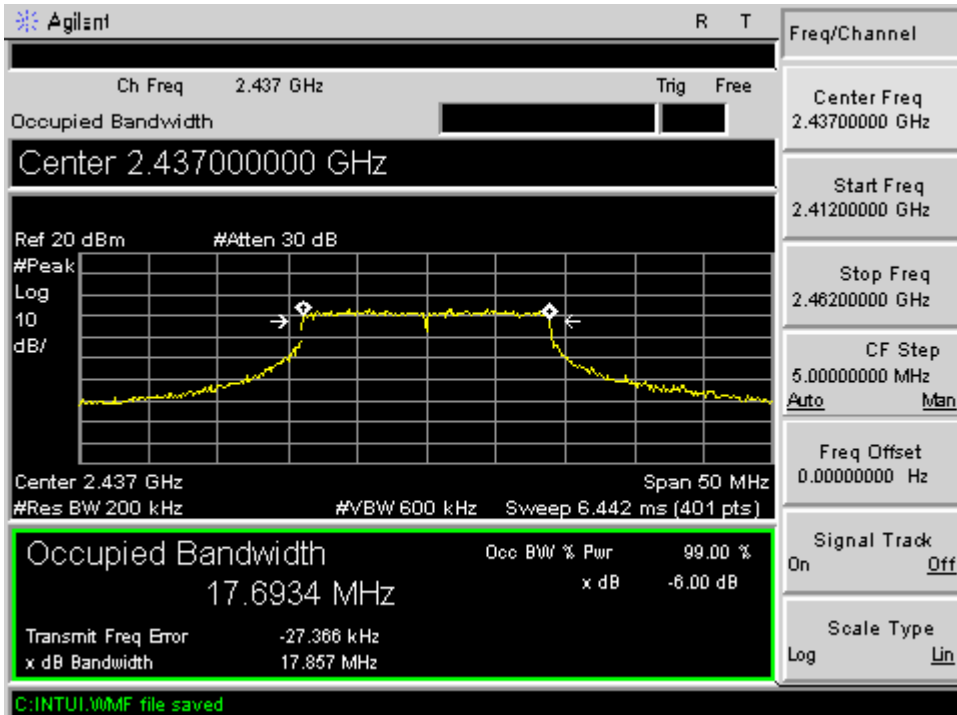 Agilent
R T
Ch Freq 2.437 GHz Trig Free
Occupied Bandwidth
Center 2.437000000 GHz
Ref 20 dBm #Atten 30 dB
#Peak
Log
10
dB/
Center 2.437 GHz Span 50 MHz
#Res BW 200 kHz #VBW 600 kHz Sweep 6.442 ms (401 pts)
Occupied Bandwidth Occ BW % Pwr 99.00 %
17.6934 MHz x dB -6.00 dB
Transmit Freq Error -27.366 kHz
x dB Bandwidth 17.857 MHz
C:INTUI.WMF file saved
Freq/Channel
Center Freq
2.43700000 GHz
Start Freq
2.41200000 GHz
Stop Freq
2.46200000 GHz
CF Step
5.00000000 MHz
Auto Man
Freq Offset
0.00000000 Hz
Signal Track
On Off
Scale Type
Log Lin